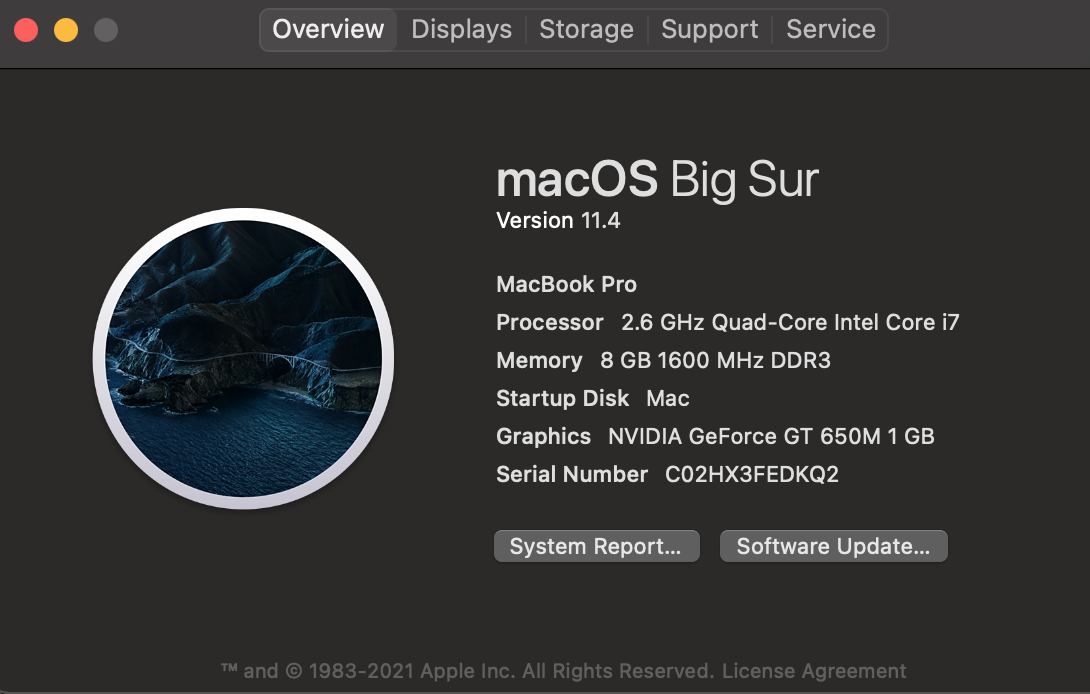 Overview Displays Storage Support Service
macOS Big Sur
Version 11.4
MacBook Pro
Processor 2.6 GHz Quad-Core Intel Core i7
Memory 8 GB 1600 MHz DDR3
Startup Disk Mac
Graphics NVIDIA GeForce GT 650M 1 GB
Serial Number C02HX3FEDKQ2
System Report... Software Update...
™ and © 1983-2021 Apple Inc. All Rights Reserved. License Agreement